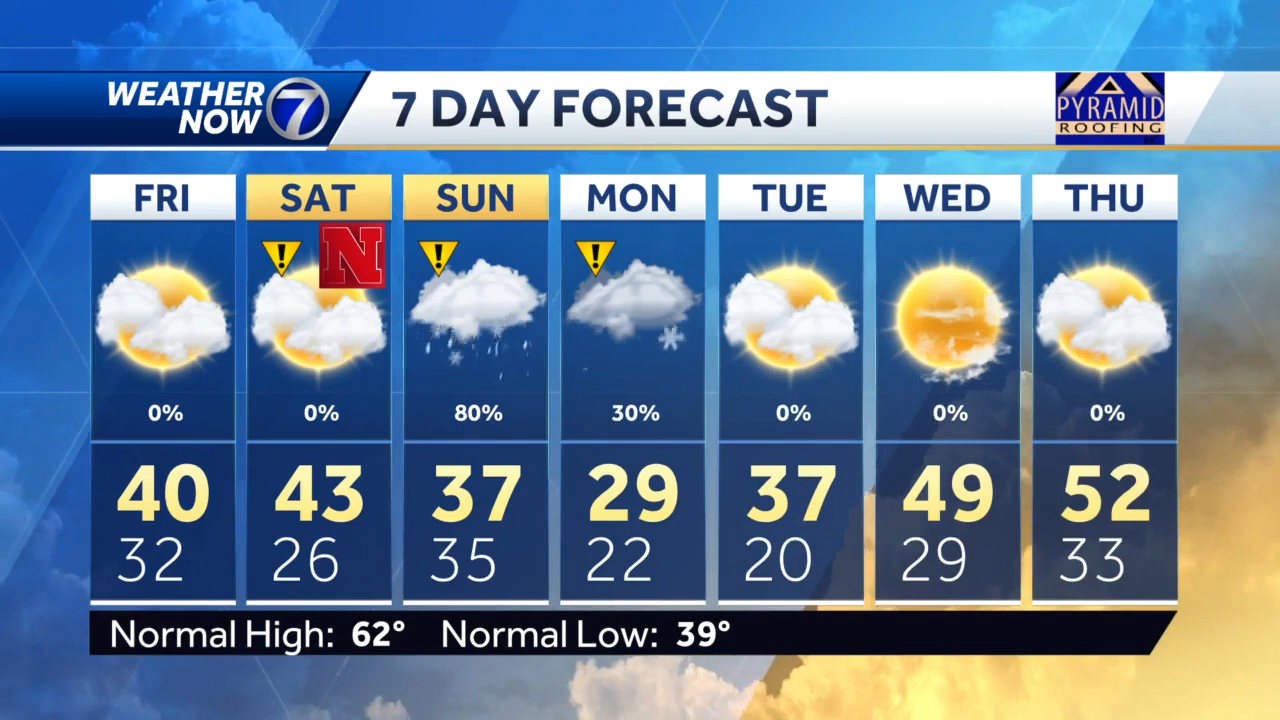 WEATHER
NOW
7
7 DAY FORECAST
PYRAMID
ROOFING
FRI SAT SUN MON TUE WED THU
! N ! !
0% 0% 80% 30% 0% 0% 0%
40 43 37 29 37 49 52
32 26 35 22 20 29 33
Normal High: 62° Normal Low: 39°